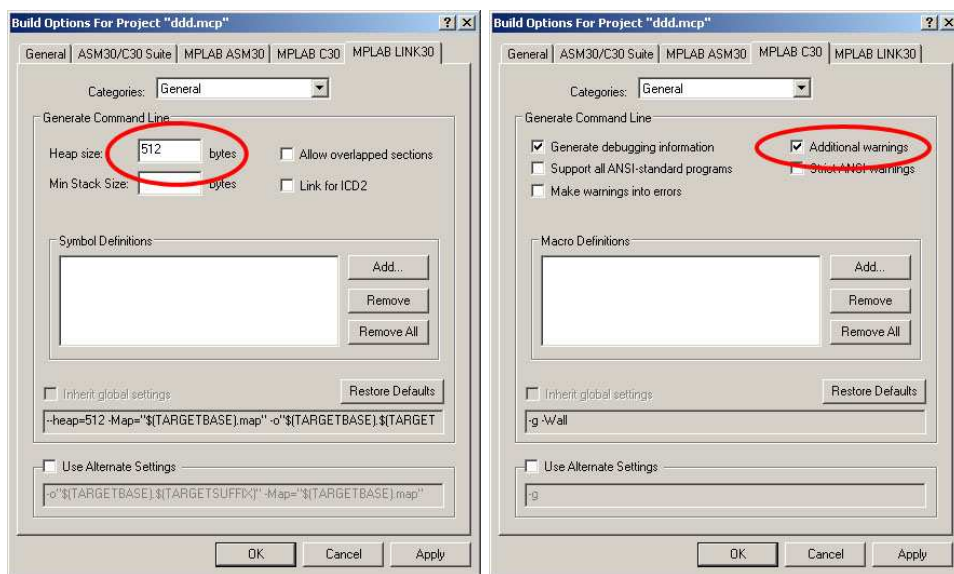 Build Options For Project "ddd.mcp"
General ASM30/C30 Suite MPLAB ASM30 MPLAB C30 MPLAB LINK30
Categories: General
Generate Command Line
Heap size: 512 bytes Allow overlapped sections
Min Stack Size: bytes Link for ICD2
Symbol Definitions
Add...
Remove
Remove All
Inherit global settings Restore Defaults
--heap=512 -Map="$(TARGETBASE).map" -o"$(TARGETBASE).$(TARGET
Use Alternate Settings
-o"$(TARGETBASE).$(TARGETSUFFIX)" -Map="$(TARGETBASE).map"
OK Cancel Apply
Build Options For Project "ddd.mcp"
General ASM30/C30 Suite MPLAB ASM30 MPLAB C30 MPLAB LINK30
Categories: General
Generate Command Line
Generate debugging information Additional warnings
Support all ANSI-standard programs Strict ANSI warnings
Make warnings into errors
Macro Definitions
Add...
Remove
Remove All
Inherit global settings Restore Defaults
-g -Wall
Use Alternate Settings
-g
OK Cancel Apply